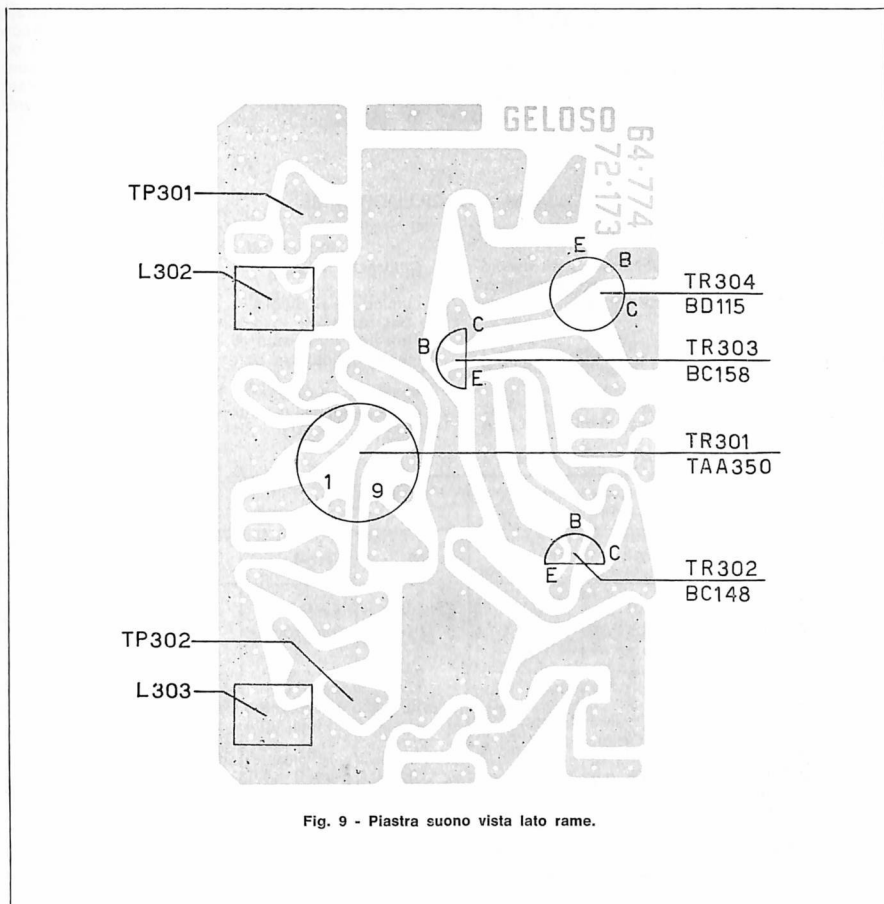 GELOSO
64·774
72·173
TP301
L302
E
B
C
TR304
BD115
C
B
E
TR303
BC158
TR301
TAA350
1
9
B
E
C
TR302
BC148
TP302
L303
Fig. 9 - Piastra suono vista lato rame.